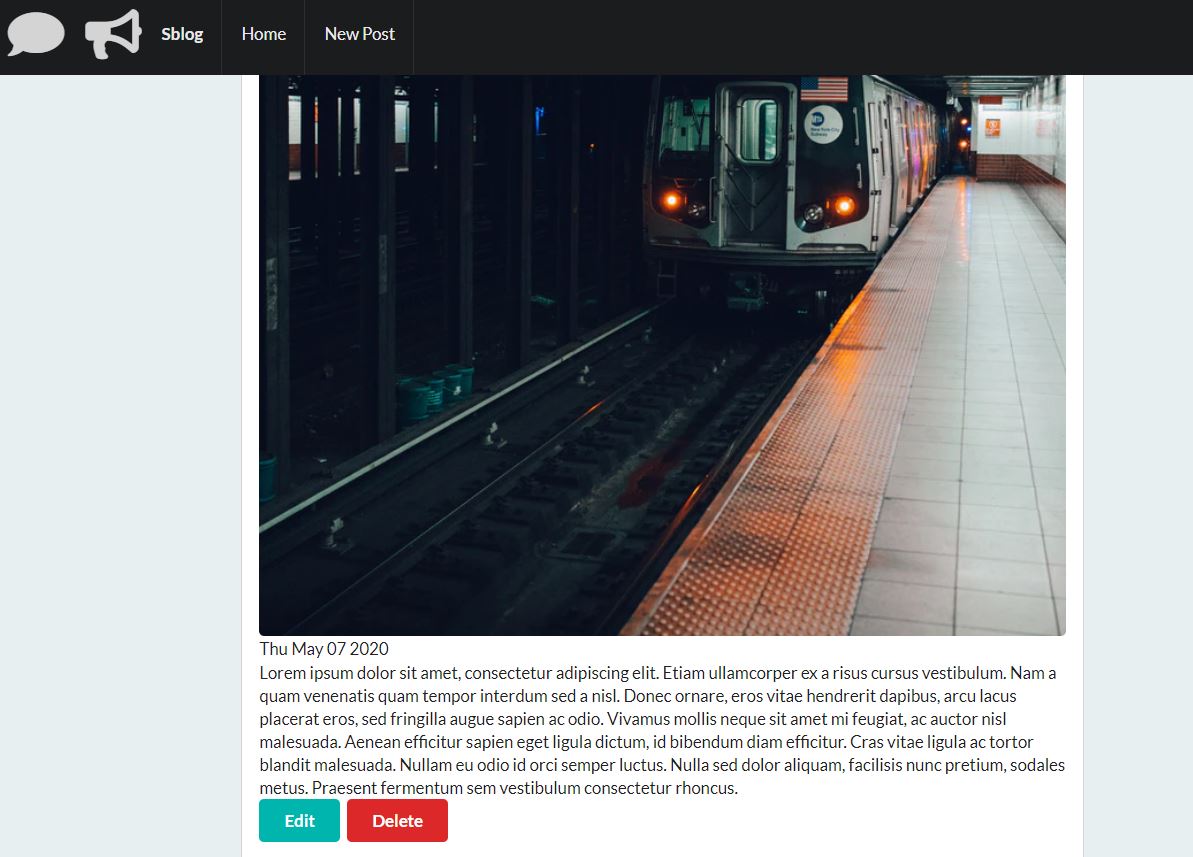 Sblog
Home
New Post
MTA
New York City
Subway
Thu May 07 2020
Lorem ipsum dolor sit amet, consectetur adipiscing elit. Etiam ullamcorper ex a risus cursus vestibulum. Nam a
quam venenatis quam tempor interdum sed a nisl. Donec ornare, eros vitae hendrerit dapibus, arcu lacus
placerat eros, sed fringilla augue sapien ac odio. Vivamus mollis neque sit amet mi feugiat, ac auctor nisl
malesuada. Aenean efficitur sapien eget ligula dictum, id bibendum diam efficitur. Cras vitae ligula ac tortor
blandit malesuada. Nullam eu odio id orci semper luctus. Nulla sed dolor aliquam, facilisis nunc pretium, sodales
metus. Praesent fermentum sem vestibulum consectetur rhoncus.
Edit
Delete